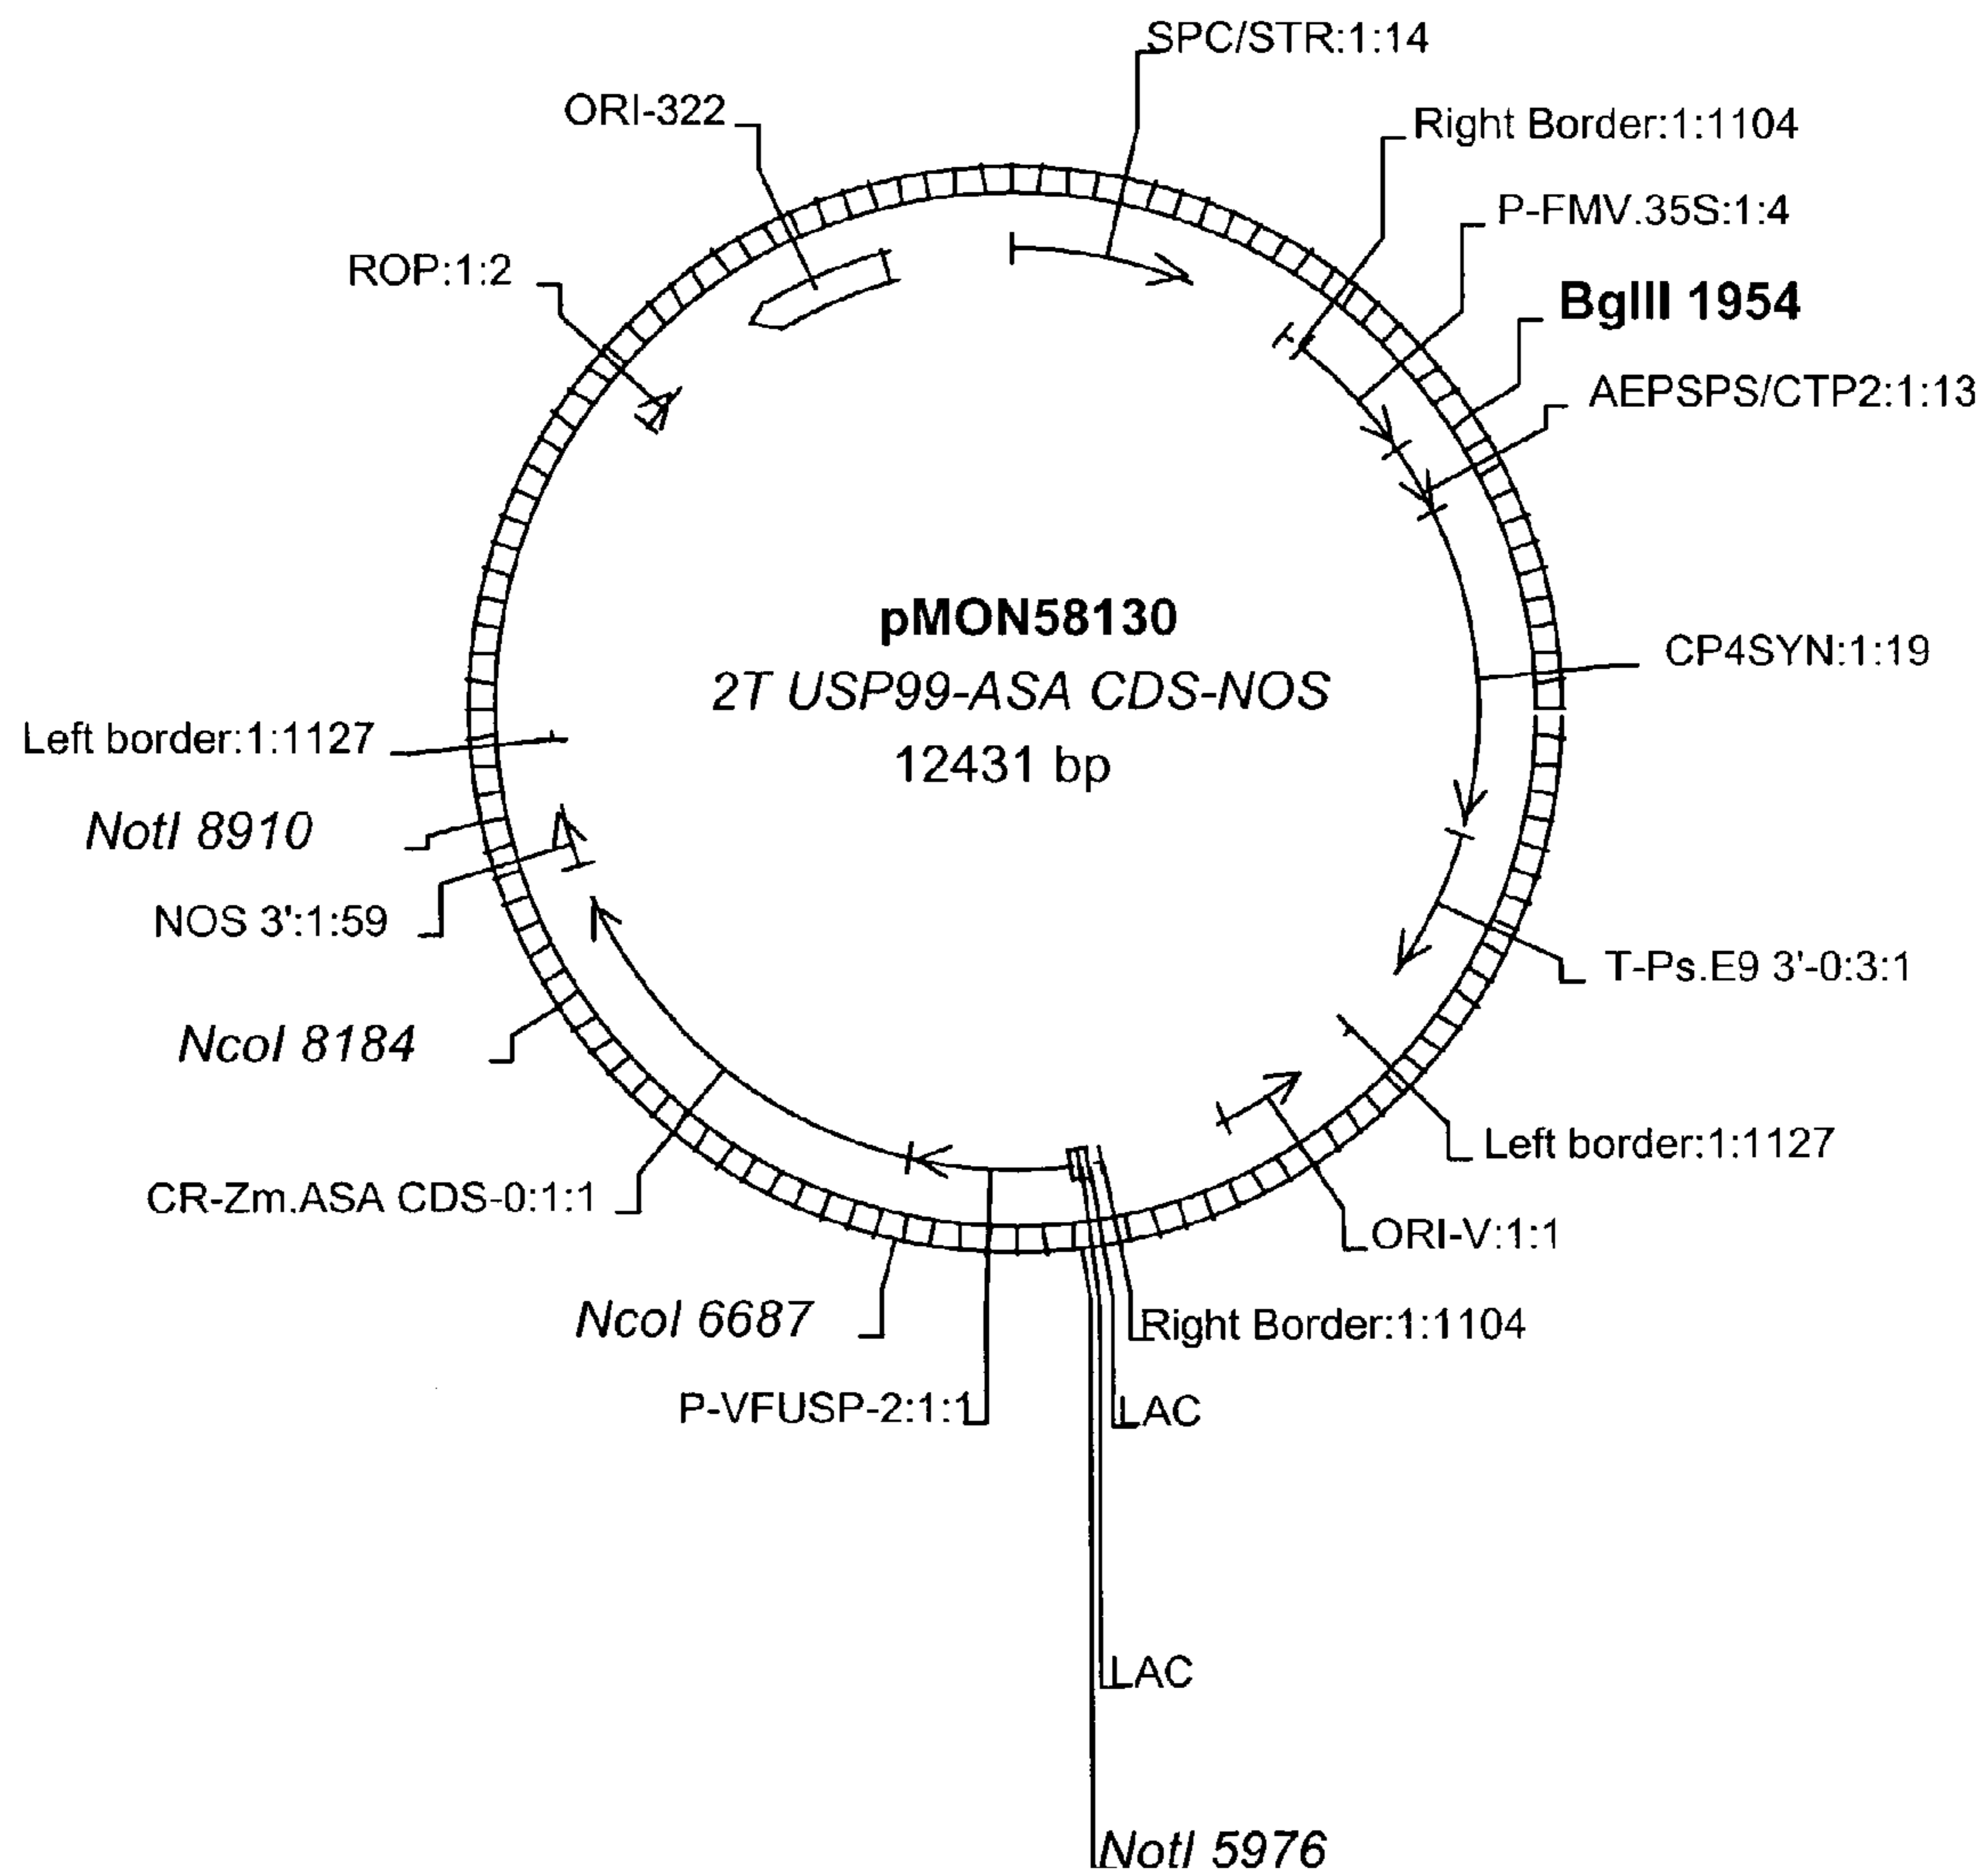 SPC/STR:1:14
ORI-322
Right Border:1:1104
P-FMV.35S:1:4
ROP:1:2
BglII 1954
AEPSPS/CTP2:1:13
pMON58130
2T USP99-ASA CDS-NOS
12431 bp
CP4SYN:1:19
Left border:1:1127
NotI 8910
NOS 3':1:59
T-Ps.E9 3'-0:3:1
NcoI 8184
Left border:1:1127
CR-Zm.ASA CDS-0:1:1
ORI-V:1:1
NcoI 6687
Right Border:1:1104
P-VFUSP-2:1:1
LAC
LAC
NotI 5976